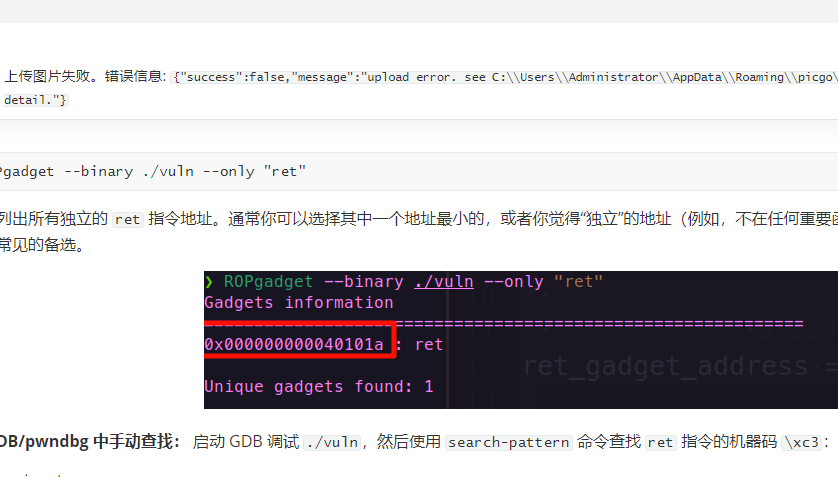 上传图片失败。错误信息: {"success":false,"message":"upload error. see C:\\Users\\Administrator\\AppData\\Roaming\\picgo\
detail."}
Pgadget --binary ./vuln --only "ret"
列出所有独立的 ret 指令地址。通常你可以选择其中一个地址最小的，或者你觉得“独立”的地址（例如，不在任何重要函
常见的备选。
❯ ROPgadget --binary ./vuln --only "ret"
Gadgets information
============================================================
0x000000000040101a : ret
12 ret_gadget_address =
Unique gadgets found: 1
13
DB/pwndbg 中手动查找： 启动 GDB 调试 ./vuln，然后使用 search-pattern 命令查找 ret 指令的机器码 \xc3：